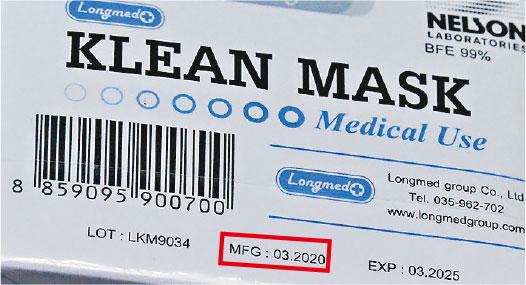 Longmed
NELSON
LABORATORIES
BFE 99%
KLEAN MASK
Medical Use
8 859095 900700
Longmed
Longmed group Co., Ltd
Tel. 035-962-702
www.longmedgroup.com
LOT : LKM9034
MFG : 03.2020
EXP : 03.2025